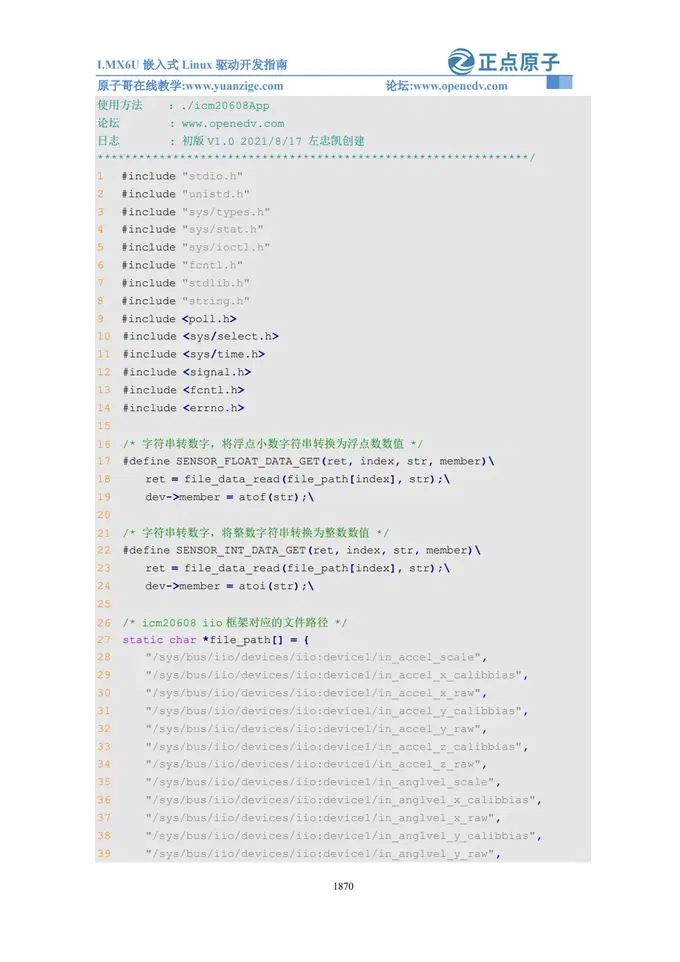 I.MX6U 嵌入式 Linux 驱动开发指南
正点原子
原子哥在线教学:www.yuanzige.com 论坛:www.openedv.com
使用方法 : ./icm20608App
论坛 : www.openedv.com
日志 : 初版 V1.0 2021/8/17 左忠凯创建
***************************************************************/
1 #include "stdio.h"
2 #include "unistd.h"
3 #include "sys/types.h"
4 #include "sys/stat.h"
5 #include "sys/ioctl.h"
6 #include "fcntl.h"
7 #include "stdlib.h"
8 #include "string.h"
9 #include <poll.h>
10 #include <sys/select.h>
11 #include <sys/time.h>
12 #include <signal.h>
13 #include <fcntl.h>
14 #include <errno.h>
15
16 /* 字符串转数字，将浮点小数字符串转换为浮点数数值 */
17 #define SENSOR_FLOAT_DATA_GET(ret, index, str, member)\
18 ret = file_data_read(file_path[index], str);\
19 dev->member = atof(str);\
20
21 /* 字符串转数字，将整数字符串转换为整数数值 */
22 #define SENSOR_INT_DATA_GET(ret, index, str, member)\
23 ret = file_data_read(file_path[index], str);\
24 dev->member = atoi(str);\
25
26 /* icm20608 iio 框架对应的文件路径 */
27 static char *file_path[] = {
28 "/sys/bus/iio/devices/iio:device1/in_accel_scale",
29 "/sys/bus/iio/devices/iio:device1/in_accel_x_calibbias",
30 "/sys/bus/iio/devices/iio:device1/in_accel_x_raw",
31 "/sys/bus/iio/devices/iio:device1/in_accel_y_calibbias",
32 "/sys/bus/iio/devices/iio:device1/in_accel_y_raw",
33 "/sys/bus/iio/devices/iio:device1/in_accel_z_calibbias",
34 "/sys/bus/iio/devices/iio:device1/in_accel_z_raw",
35 "/sys/bus/iio/devices/iio:device1/in_anglvel_scale",
36 "/sys/bus/iio/devices/iio:device1/in_anglvel_x_calibbias",
37 "/sys/bus/iio/devices/iio:device1/in_anglvel_x_raw",
38 "/sys/bus/iio/devices/iio:device1/in_anglvel_y_calibbias",
39 "/sys/bus/iio/devices/iio:device1/in_anglvel_y_raw",
1870